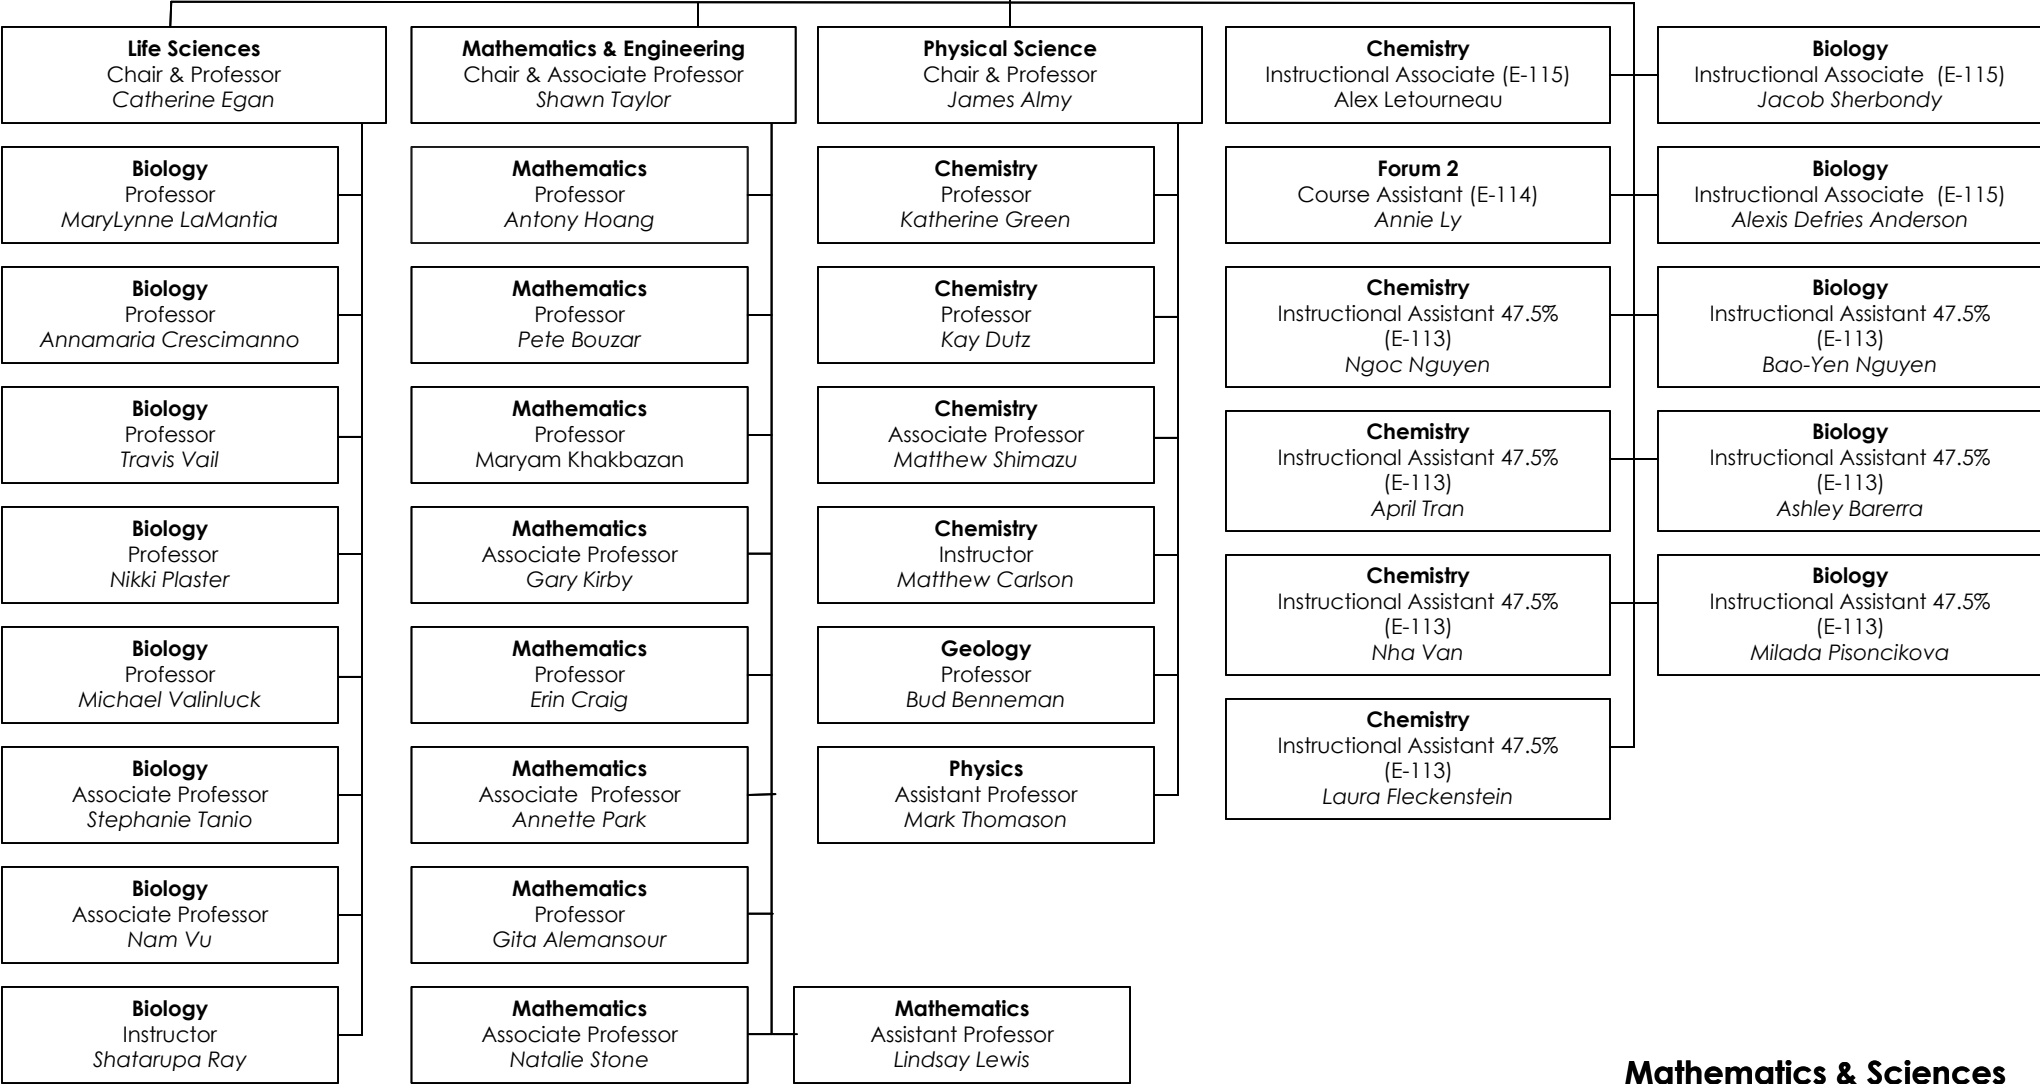 Life Sciences
Chair & Professor
Catherine Egan
Biology
Professor
MaryLynne LaMantia
Biology
Professor
Annamaria Crescimanno
Biology
Professor
Travis Vail
Biology
Professor
Nikki Plaster
Biology
Professor
Michael Valinluck
Biology
Associate Professor
Stephanie Tanio
Biology
Associate Professor
Nam Vu
Biology
Instructor
Shatarupa Ray
Mathematics & Engineering
Chair & Associate Professor
Shawn Taylor
Mathematics
Professor
Antony Hoang
Mathematics
Professor
Pete Bouzar
Mathematics
Professor
Maryam Khakbazan
Mathematics
Associate Professor
Gary Kirby
Mathematics
Professor
Erin Craig
Mathematics
Associate  Professor
Annette Park
Mathematics
Professor
Gita Alemansour
Mathematics
Associate Professor
Natalie Stone
Mathematics
Assistant Professor
Lindsay Lewis
Physical Science
Chair & Professor
James Almy
Chemistry
Professor
Katherine Green
Chemistry
Professor
Kay Dutz
Chemistry
Associate Professor
Matthew Shimazu
Chemistry
Instructor
Matthew Carlson
Geology
Professor
Bud Benneman
Physics
Assistant Professor
Mark Thomason
Chemistry
Instructional Associate (E-115)
Alex Letourneau
Forum 2
Course Assistant (E-114)
Annie Ly
Chemistry
Instructional Assistant 47.5%
(E-113)
Ngoc Nguyen
Chemistry
Instructional Assistant 47.5%
(E-113)
April Tran
Chemistry
Instructional Assistant 47.5%
(E-113)
Nha Van
Chemistry
Instructional Assistant 47.5%
(E-113)
Laura Fleckenstein
Biology
Instructional Associate  (E-115)
Jacob Sherbondy
Biology
Instructional Associate  (E-115)
Alexis Defries Anderson
Biology
Instructional Assistant 47.5%
(E-113)
Bao-Yen Nguyen
Biology
Instructional Assistant 47.5%
(E-113)
Ashley Barerra
Biology
Instructional Assistant 47.5%
(E-113)
Milada Pisoncikova
Mathematics & Sciences